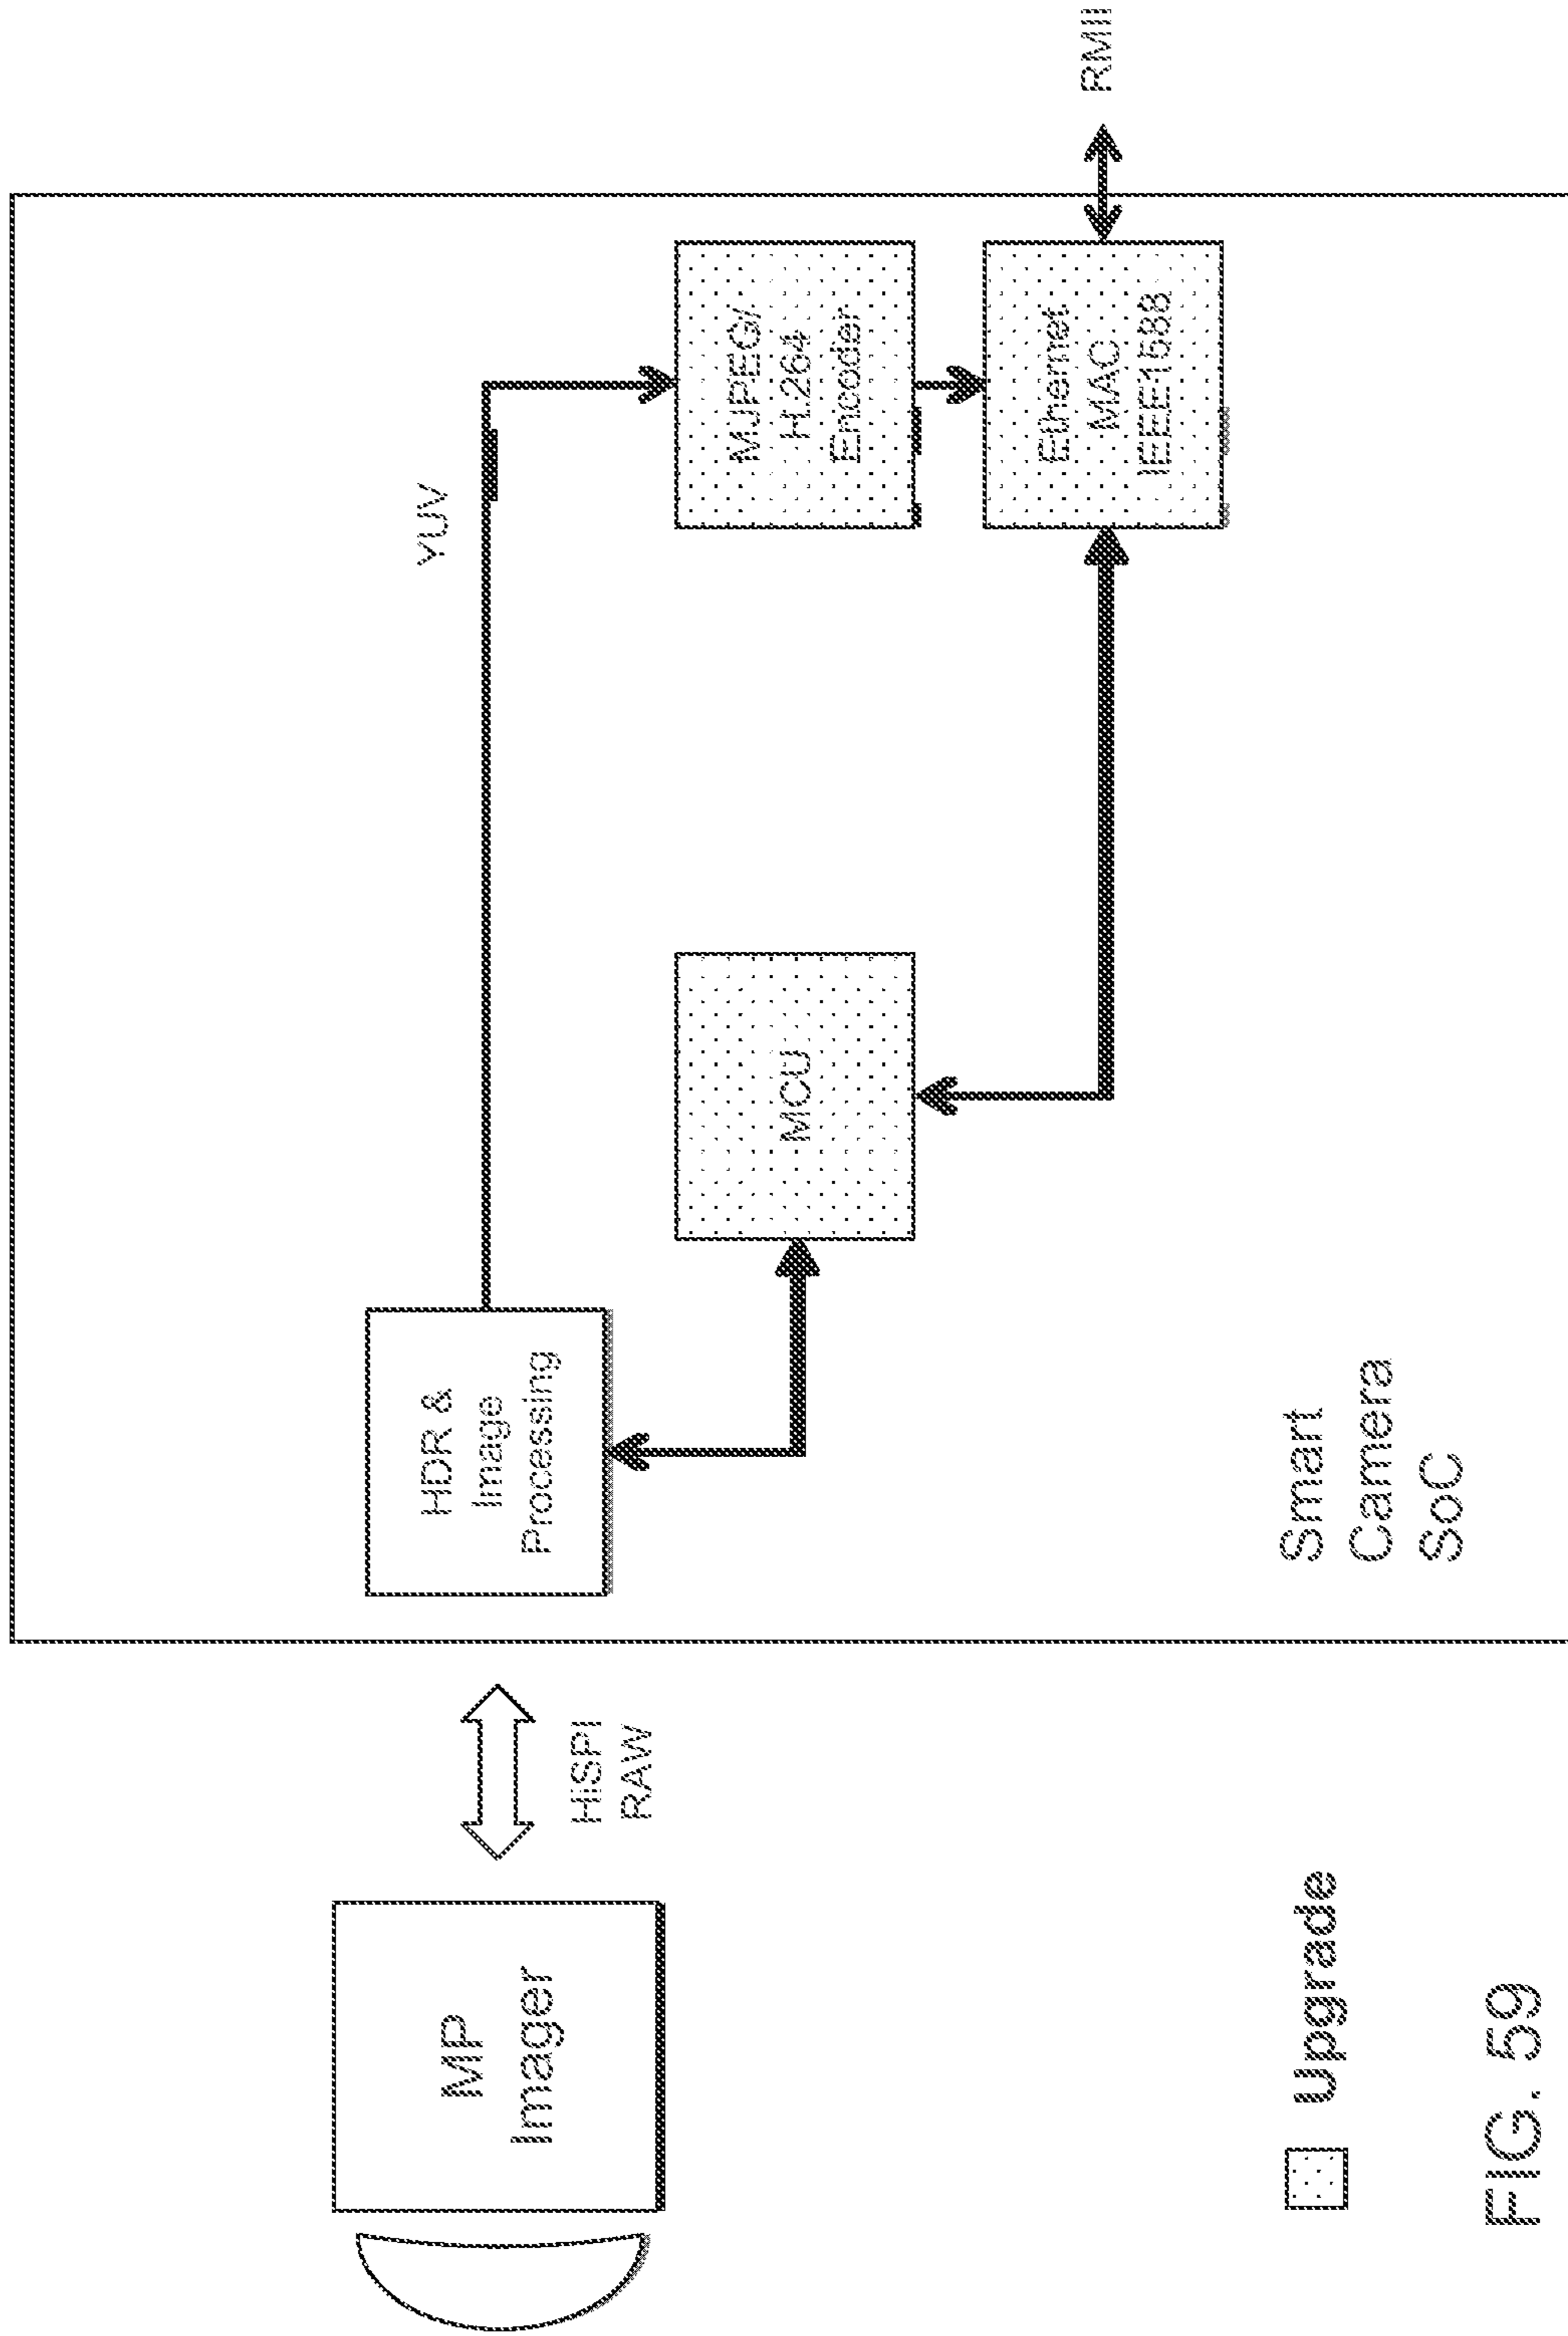 MP
Imager
HiSPI
RAW
HDR &
Image
Processing
YUV
MCU
MJPEG/
H.264
Encoder
Ethernet
MAC
IEEE1588
RMII
Smart
Camera
SoC
Upgrade
FIG. 59